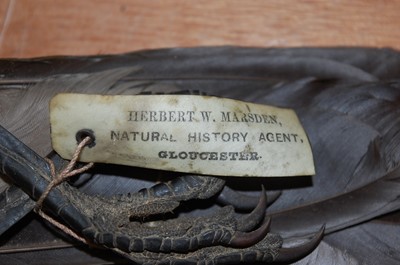 HERBERT W. MARSDEN,
NATURAL HISTORY AGENT,
GLOUCESTER.